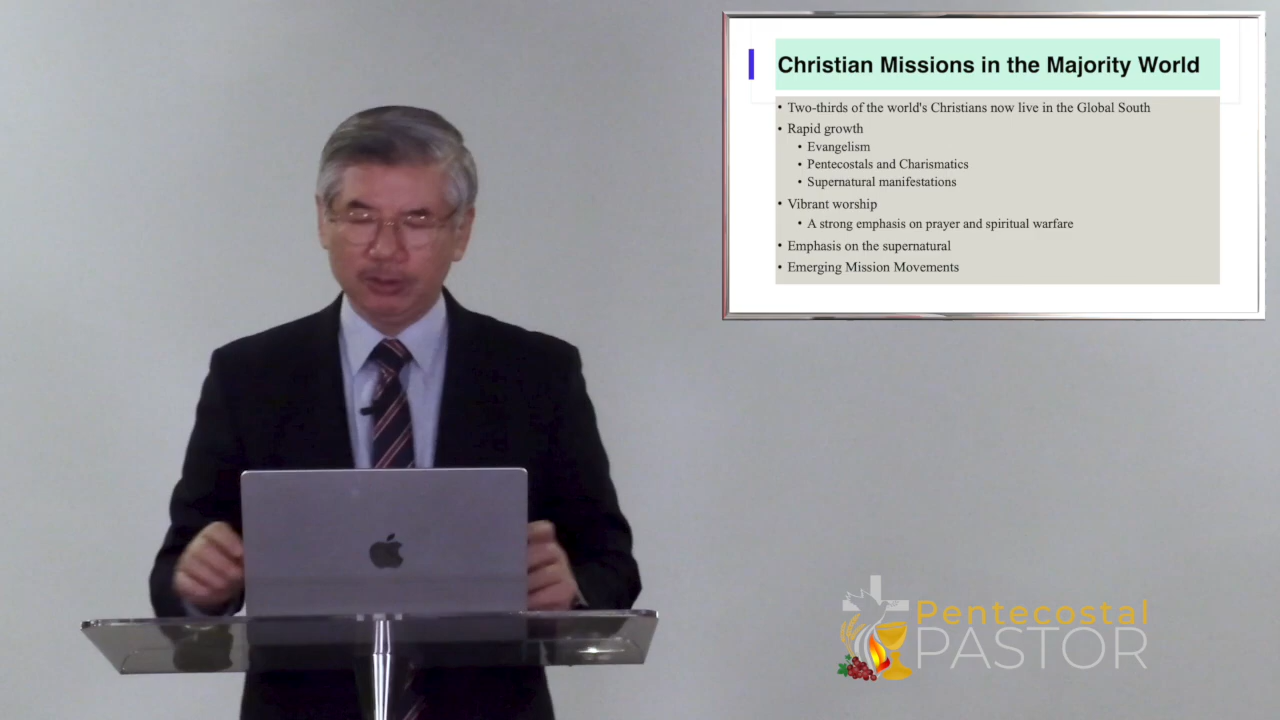 Christian Missions in the Majority World
• Two-thirds of the world's Christians now live in the Global South
• Rapid growth
• Evangelism
• Pentecostals and Charismatics
• Supernatural manifestations
• Vibrant worship
• A strong emphasis on prayer and spiritual warfare
• Emphasis on the supernatural
• Emerging Mission Movements
Pentecostal
PASTOR